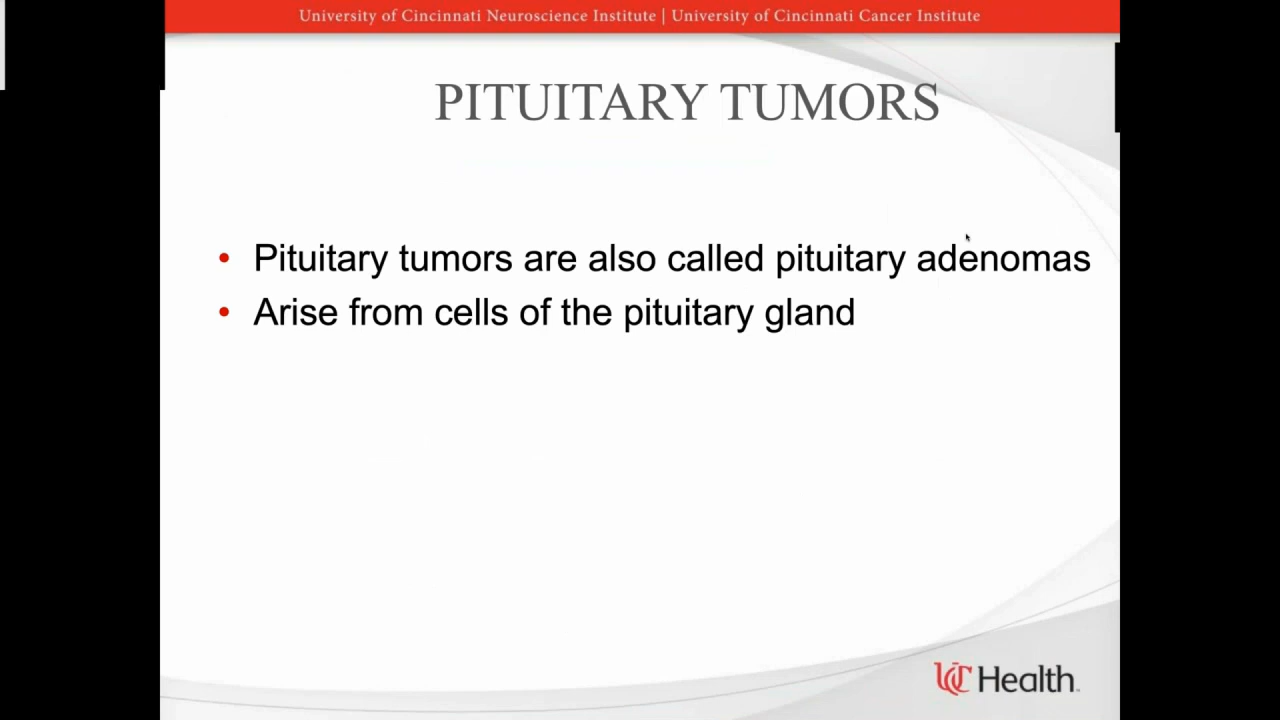 University of Cincinnati Neuroscience Institute | University of Cincinnati Cancer Institute
PITUITARY TUMORS
• Pituitary tumors are also called pituitary adenomas
• Arise from cells of the pituitary gland
UC Health.